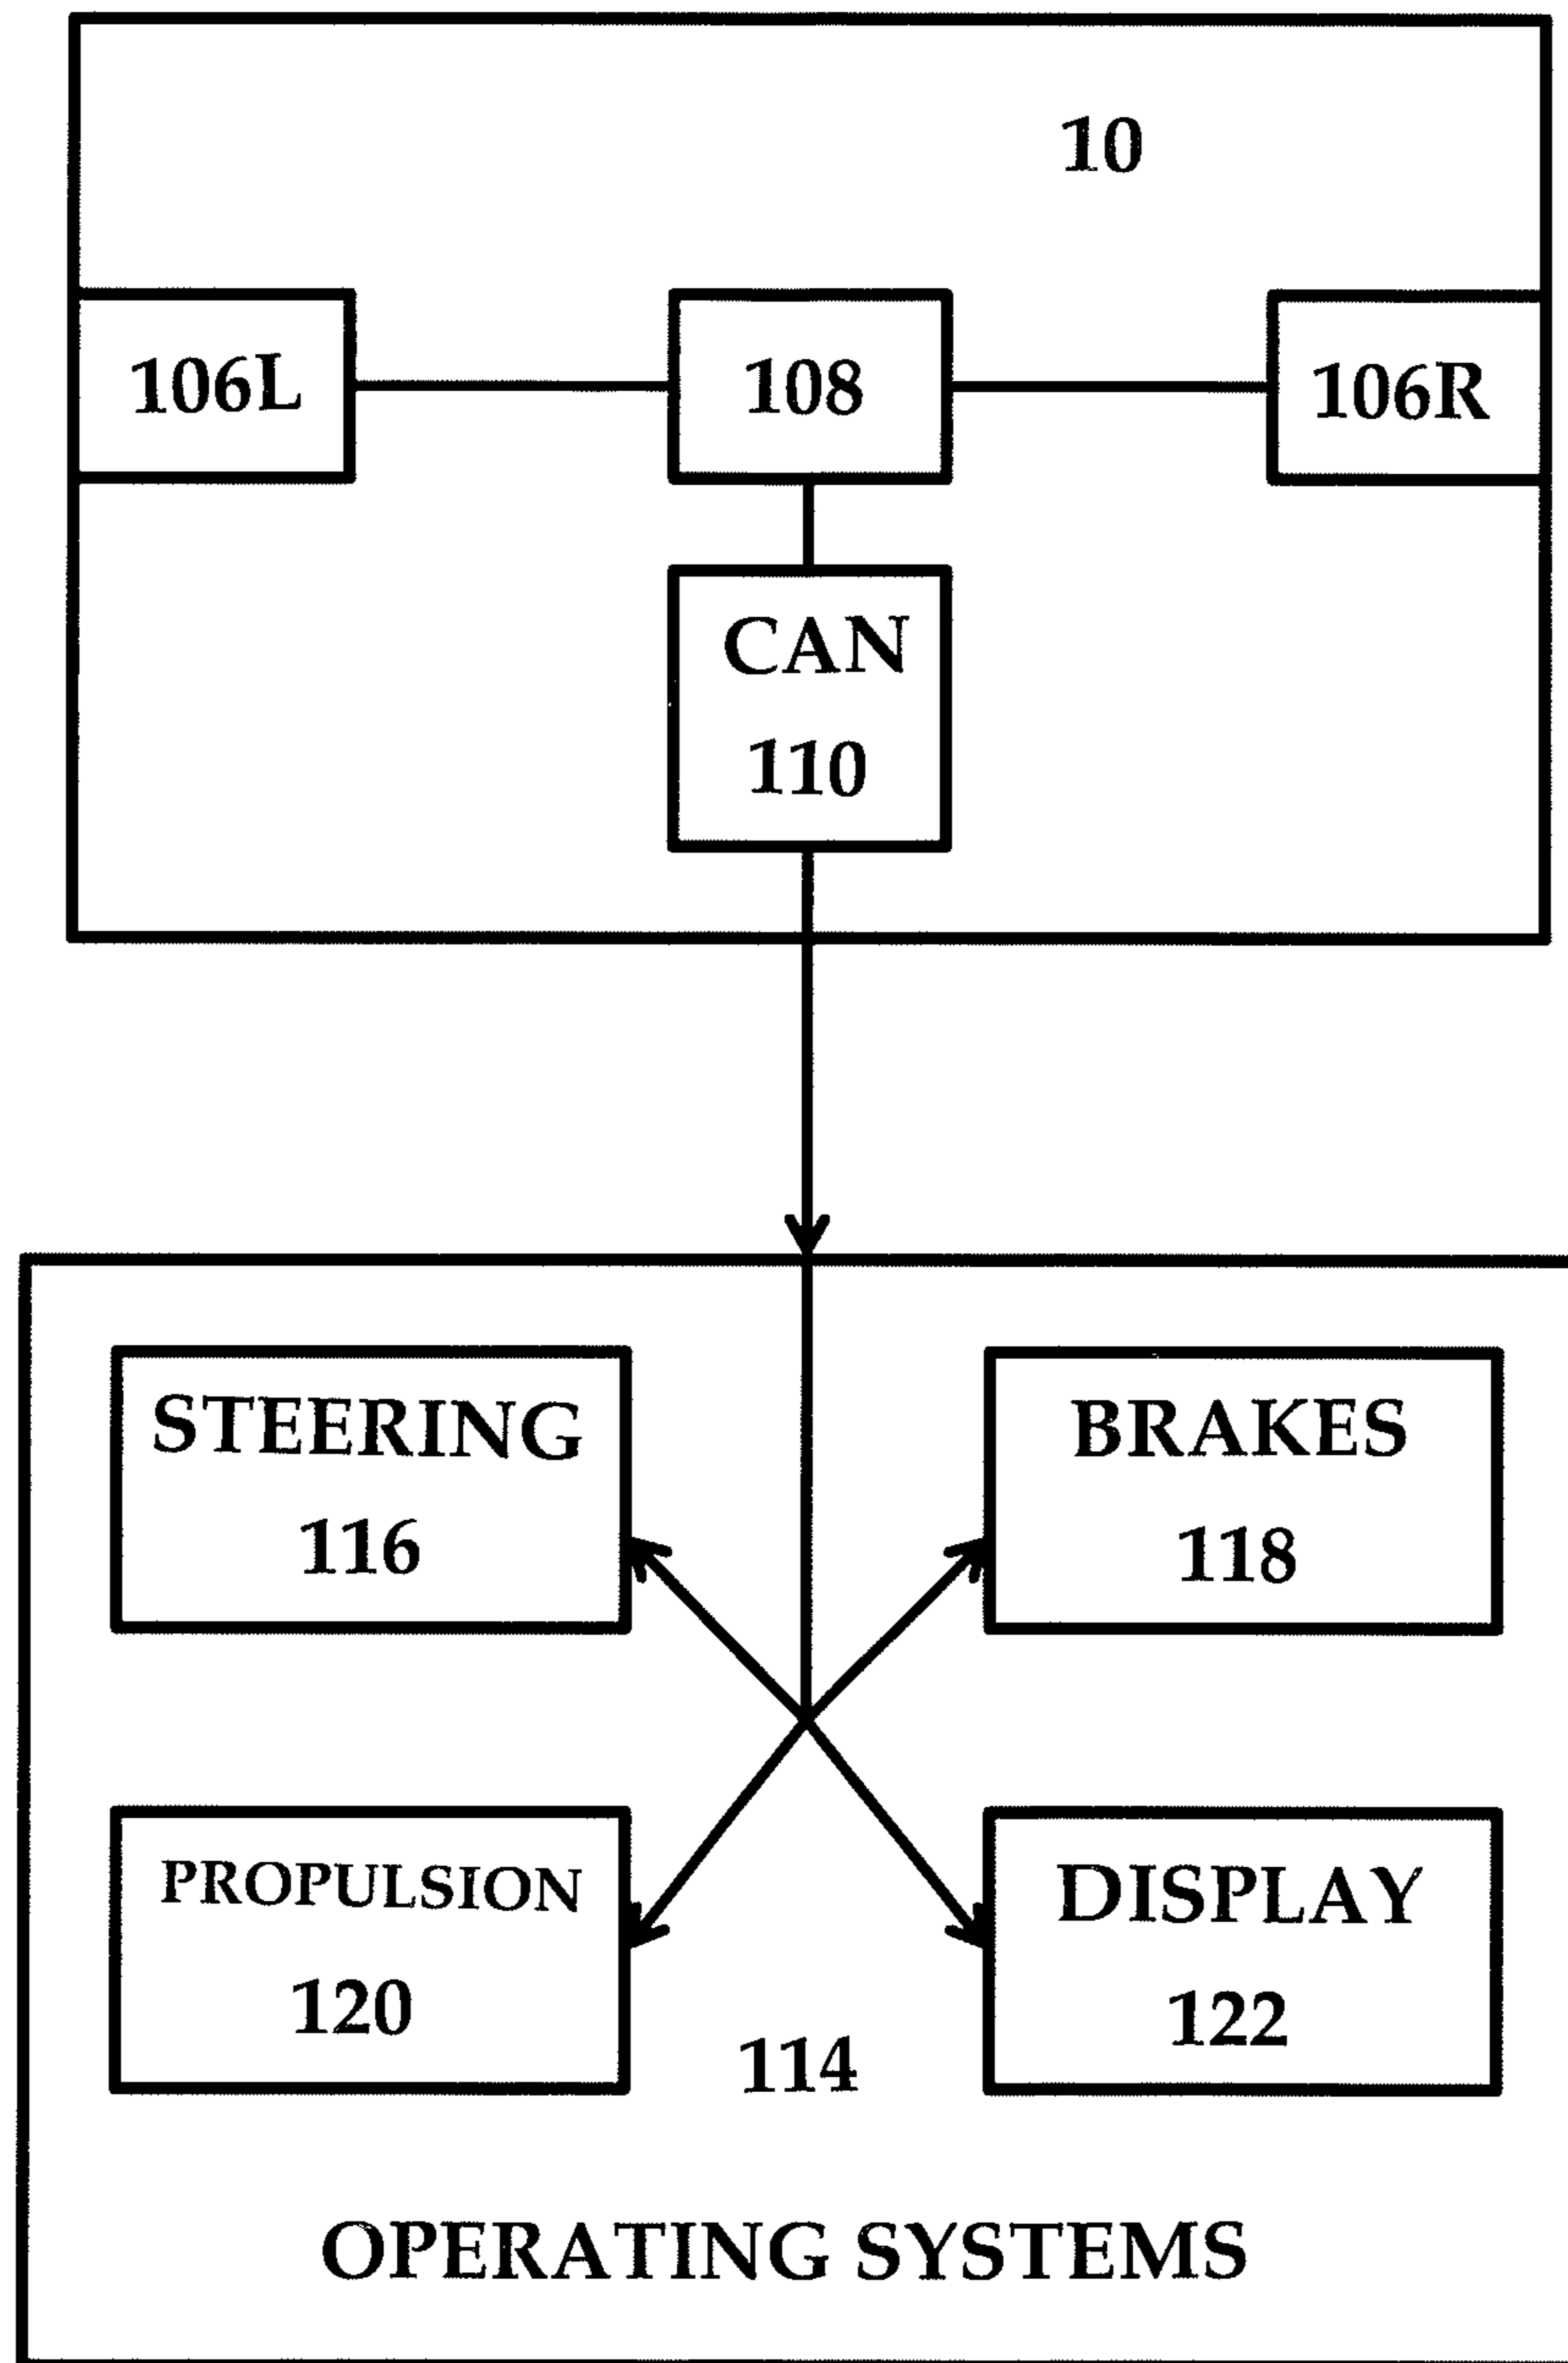 10
106L
108
106R
CAN
110
STEERING
116
BRAKES
118
PROPULSION
120
DISPLAY
122
114
OPERATING SYSTEMS